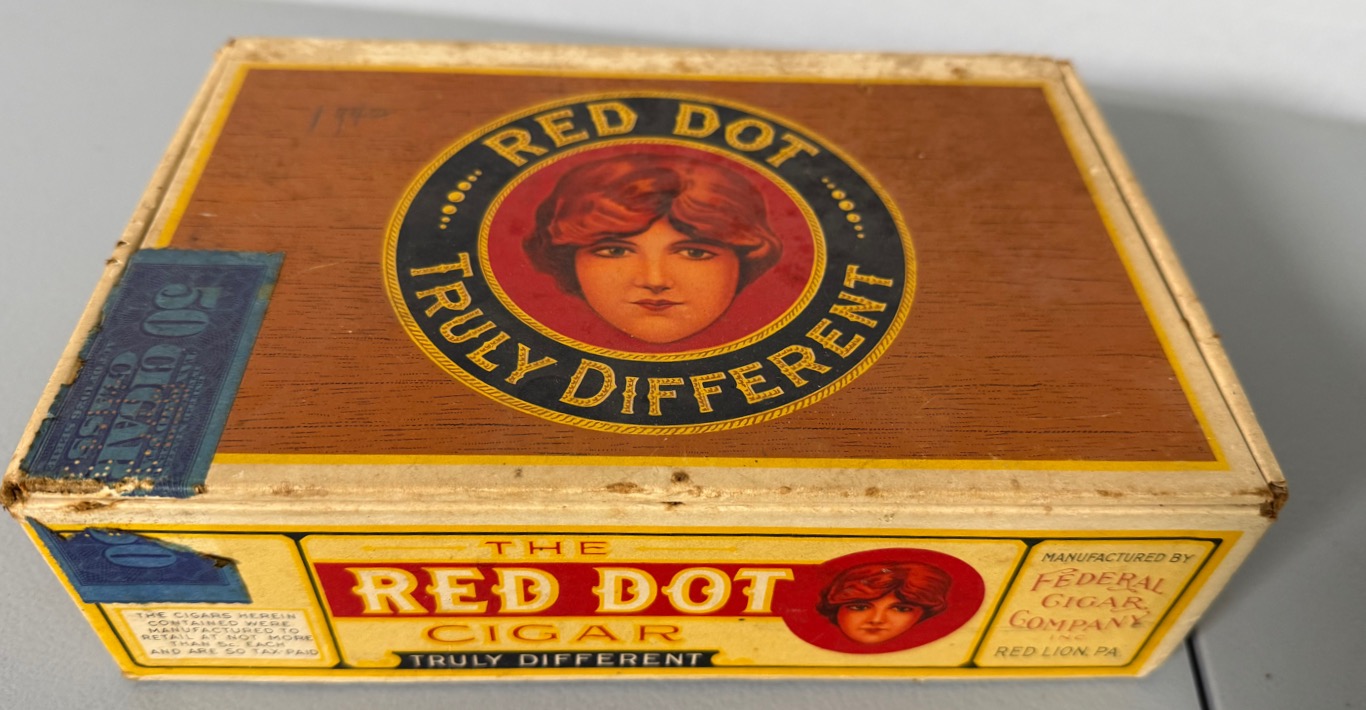 RED DOT
TRULY DIFFERENT
50 CIGARS
CLASS
THE
RED DOT
CIGAR
TRULY DIFFERENT
THE CIGARS HEREIN
CONTAINED WERE
MANUFACTURED TO
RETAIL AT NOT MORE
THAN 5c EACH
AND ARE SO TAX PAID
MANUFACTURED BY
FEDERAL
CIGAR
COMPANY
INC
RED LION, PA.